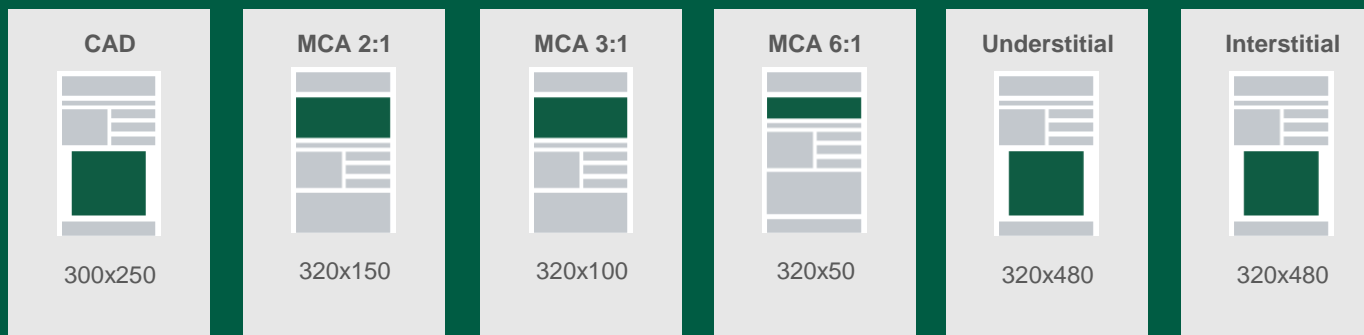 CAD
300x250
MCA 2:1
320x150
MCA 3:1
320x100
MCA 6:1
320x50
Understitial
320x480
Interstitial
320x480